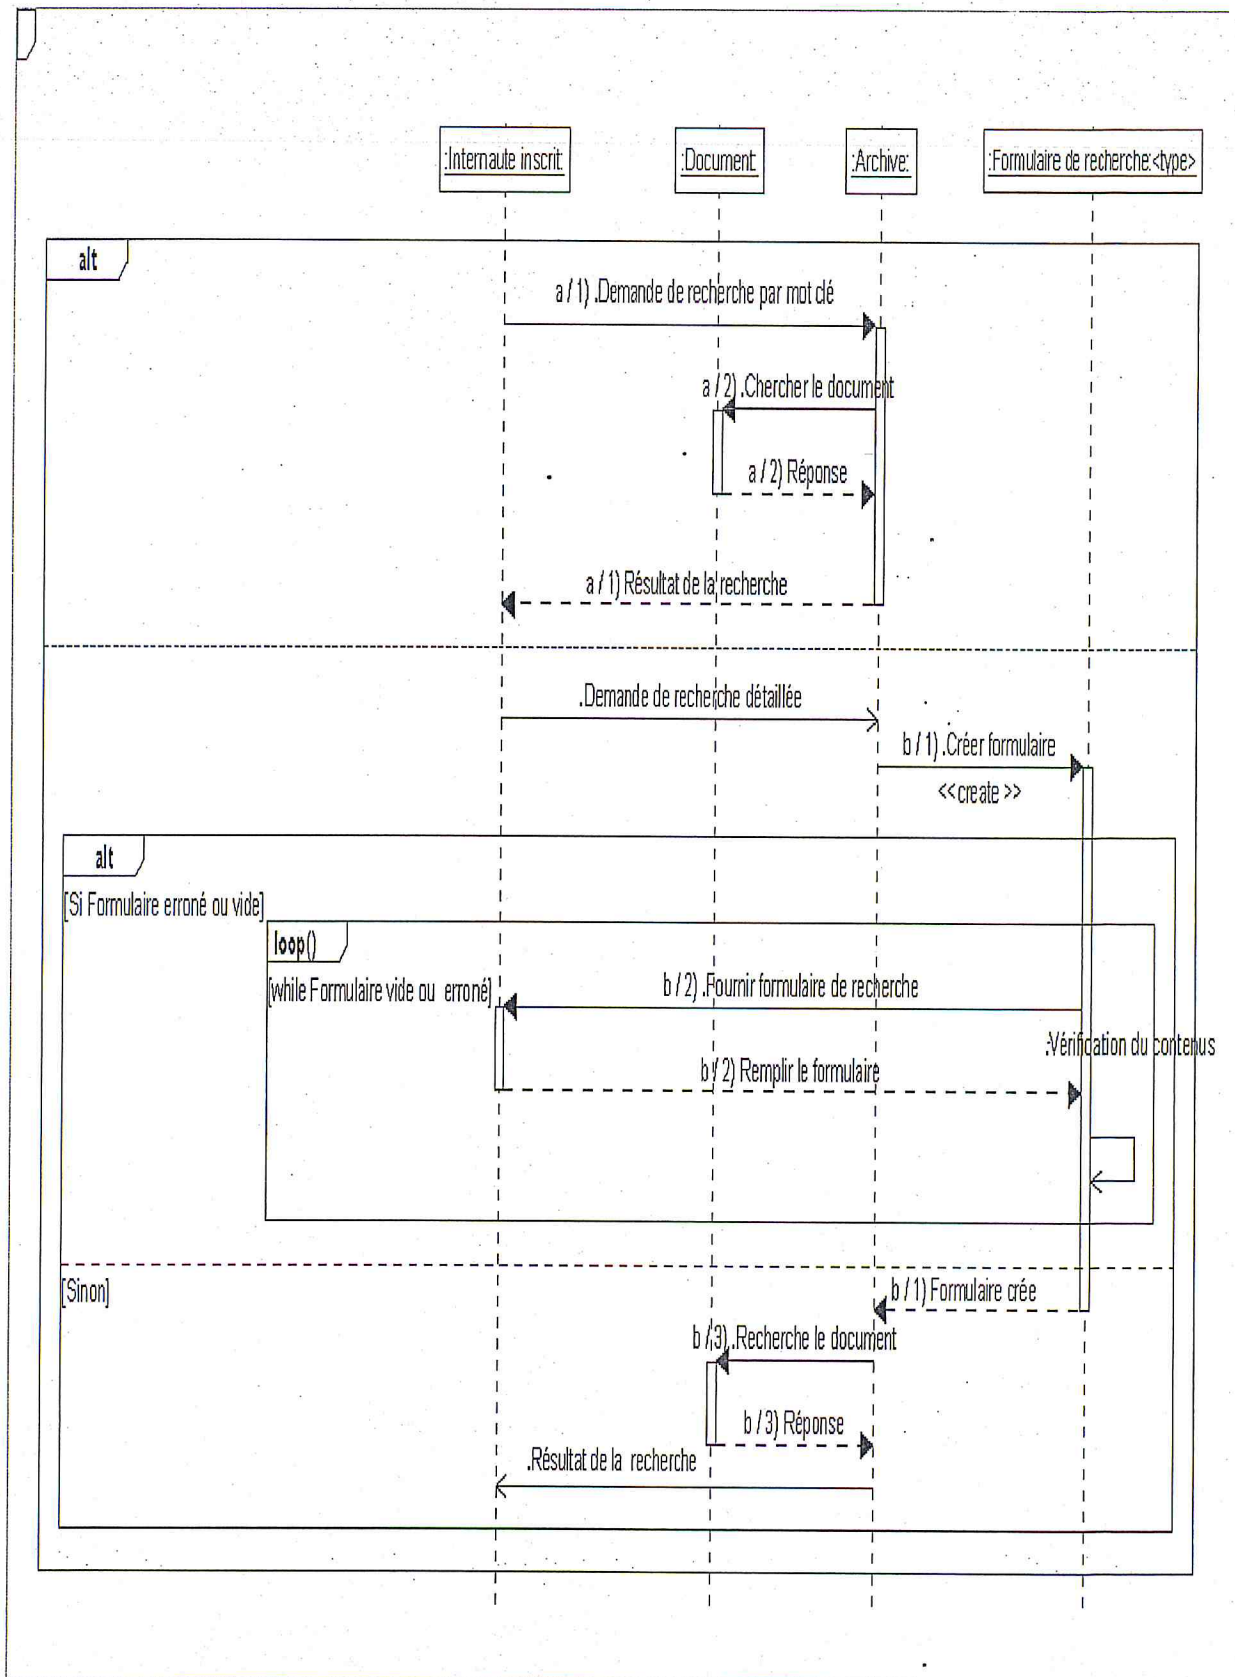 :Internaute inscrit:
:Document:
:Archive:
:Formulaire de recherche:<type>
alt
a / 1) .Demande de recherche par mot clé
a / 2) .Chercher le document
a / 2) Réponse
a / 1) Résultat de la recherche
.Demande de recherche détaillée
b / 1) .Créer formulaire
<<create >>
alt
[Si Formulaire erroné ou vide]
loop()
[while Formulaire vide ou erroné]
b / 2) .Fournir formulaire de recherche
:Vérification du contenus
b / 2) Remplir le formulaire
[Sinon]
b / 1) Formulaire crée
b / 3) .Recherche le document
b / 3) Réponse
.Résultat de la recherche